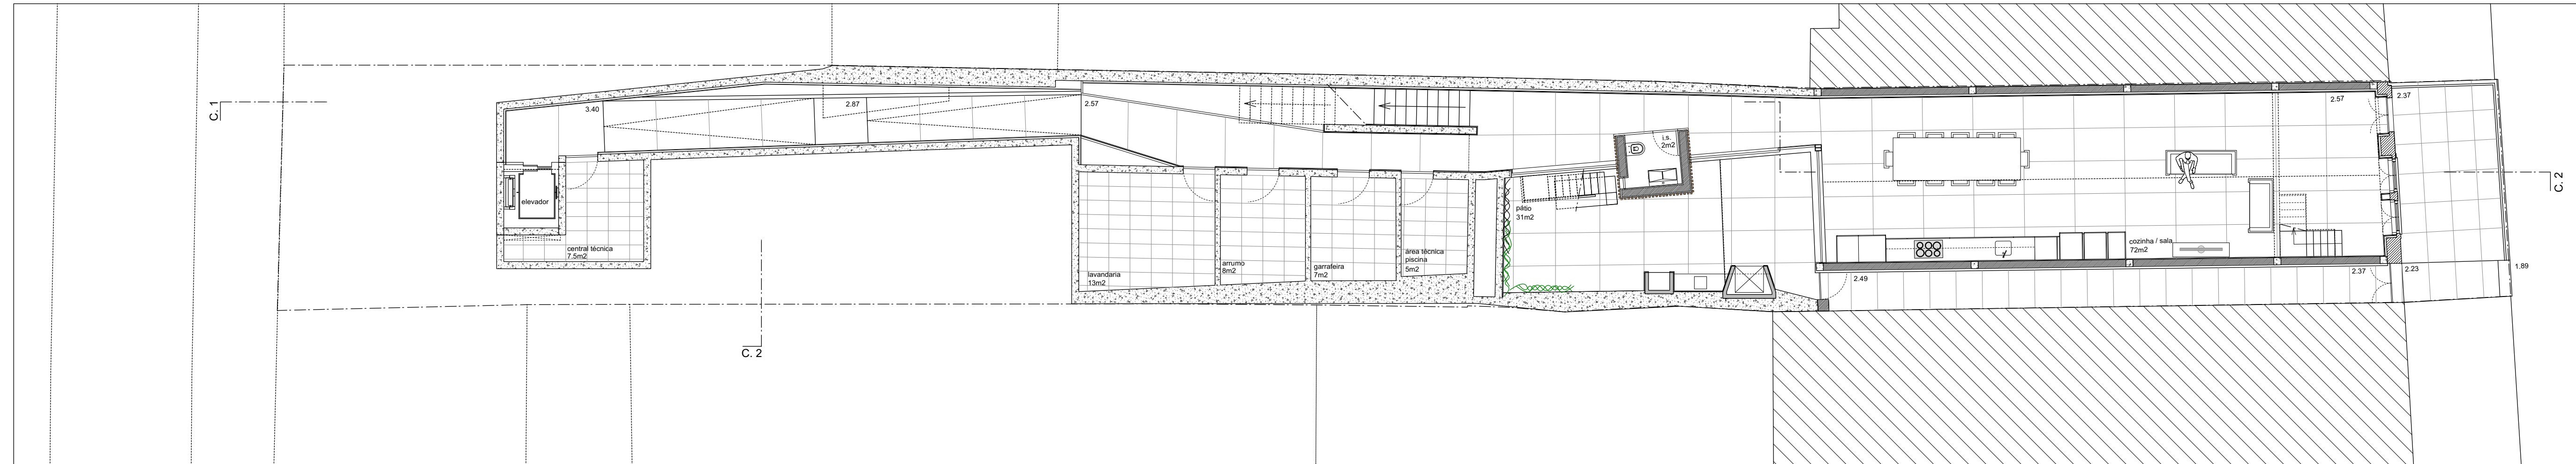 C. 1
3.40
2.87
2.57
elevador
central técnica
7.5m2
C. 2
lavandaria
13m2
arrumo
8m2
garrafeira
7m2
área técnica
piscina
5m2
pátio
31m2
i.s.
2m2
2.57
2.37
cozinha / sala
72m2
2.49
2.37
2.23
1.89
C. 2